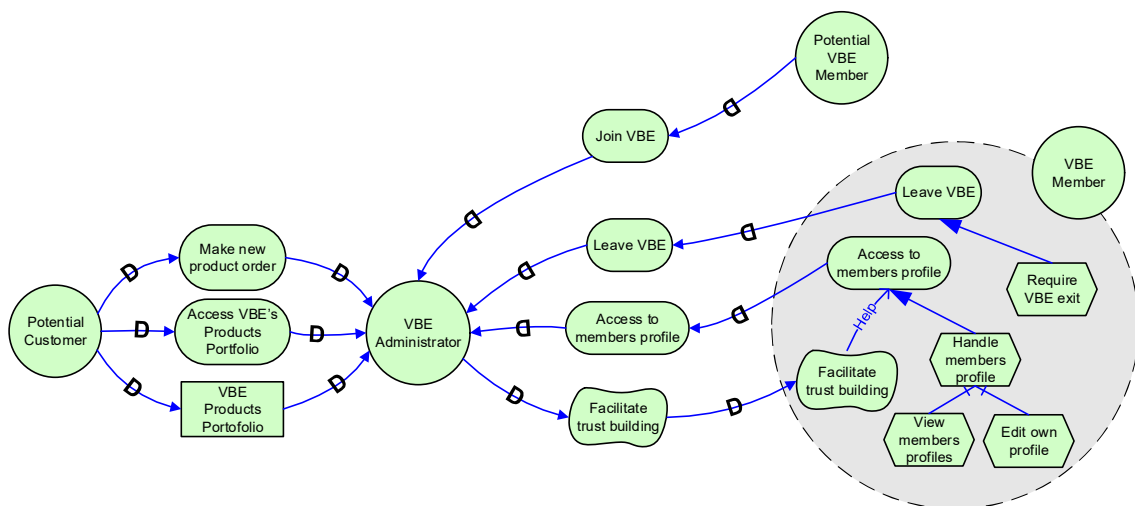 Potential
VBE
Member
D
Join VBE
VBE
Member
Leave VBE
D
D
Leave VBE
D
Make new
product order
D
D
Access to
members profile
Require
VBE exit
D
Potential
Customer
D
Access VBE's
Products
Portfolio
D
VBE
Administrator
D
Access to
members profile
D
Help
Handle
members
profile
D
VBE
Products
Portofolio
D
D
Facilitate
trust building
D
Facilitate
trust building
View
members
profiles
Edit own
profile